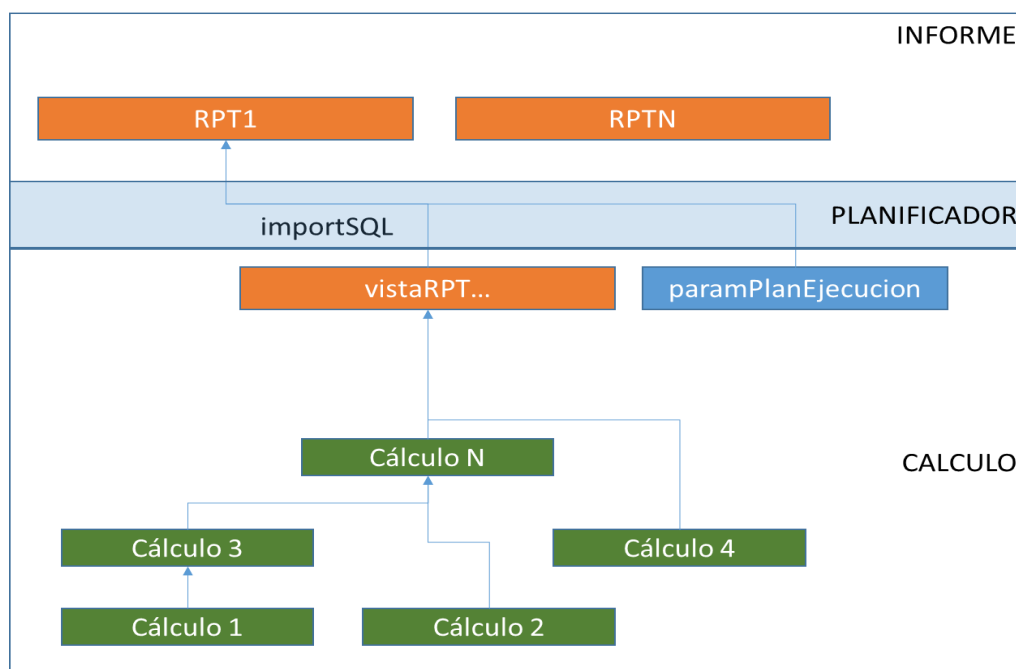 INFORME
RPT1
RPTN
PLANIFICADOR
importSQL
vistaRPT...
paramPlanEjecucion
Cálculo N
CALCULO
Cálculo 3
Cálculo 4
Cálculo 1
Cálculo 2